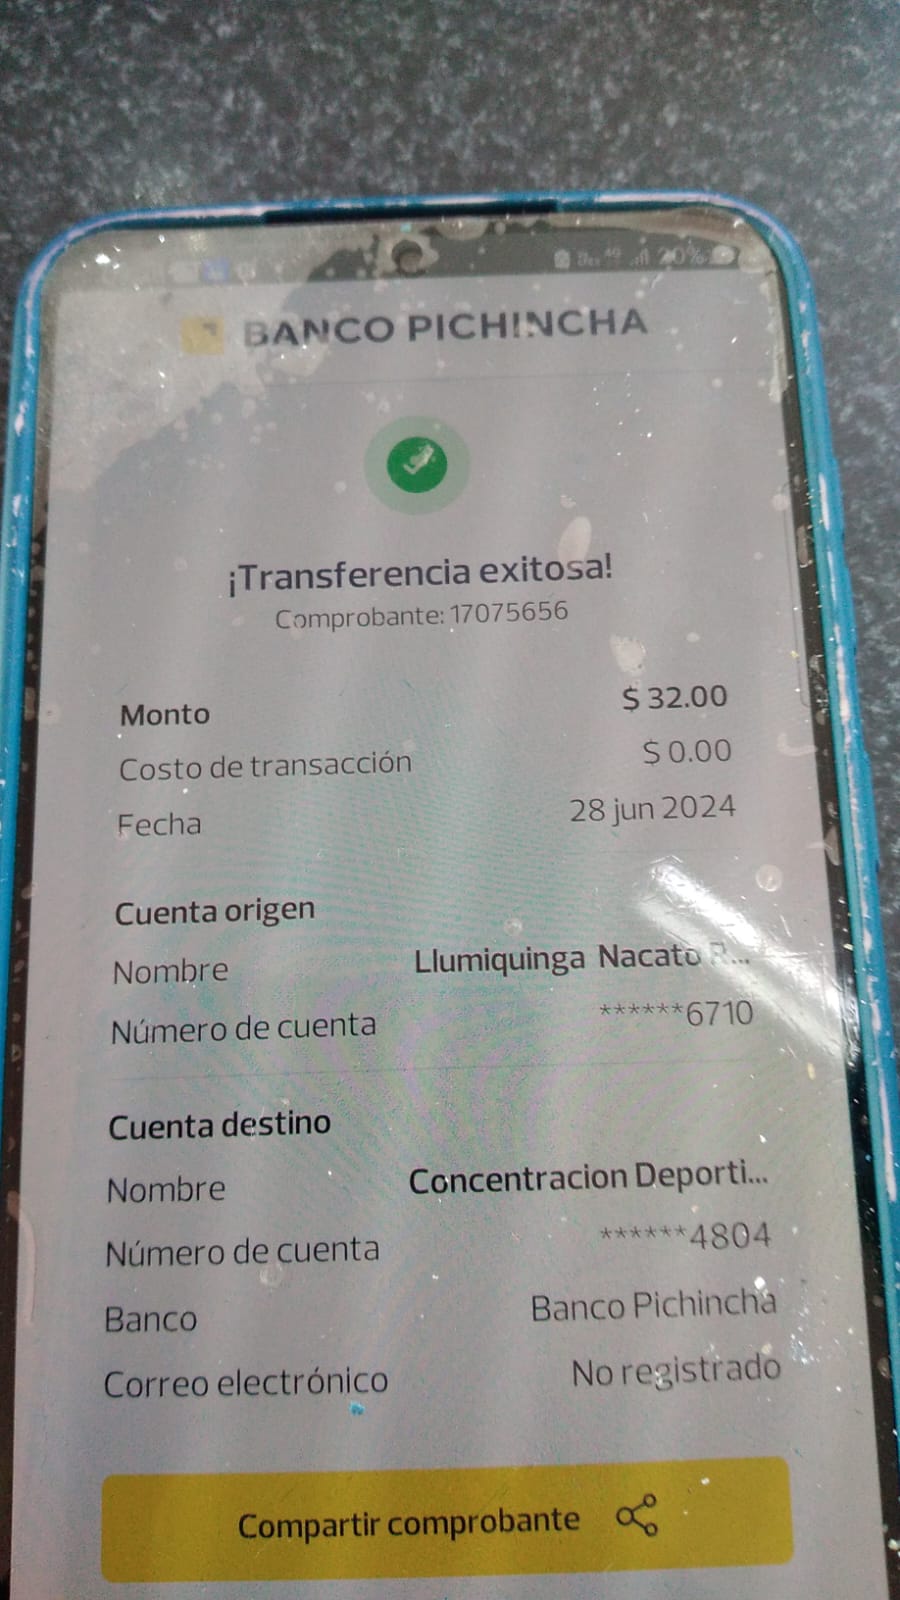 4G 20%
BANCO PICHINCHA
¡Transferencia exitosa!
Comprobante: 17075656
Monto $ 32.00
Costo de transacción $ 0.00
Fecha 28 jun 2024
Cuenta origen
Nombre Llumiquinga Nacato R...
Número de cuenta ******6710
Cuenta destino
Nombre Concentracion Deporti...
Número de cuenta ******4804
Banco Banco Pichincha
Correo electrónico No registrado
Compartir comprobante